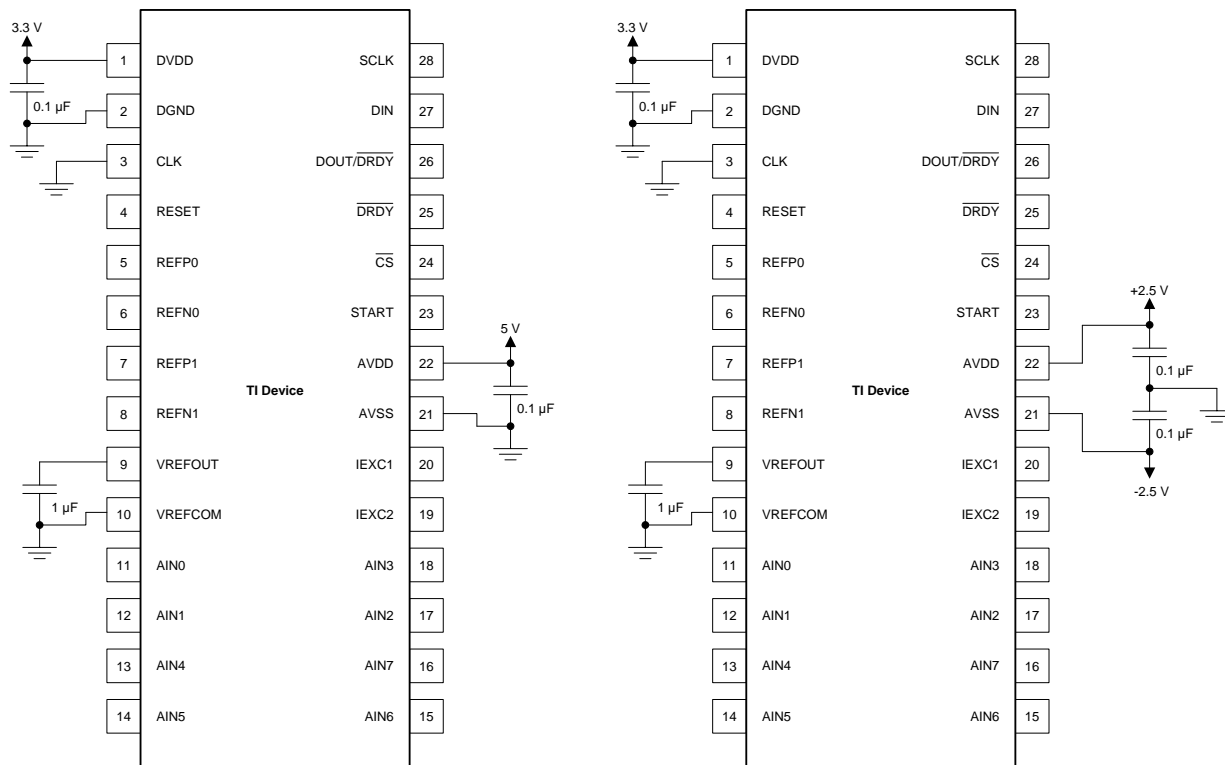 3.3 V
1 DVDD SCLK 28
0.1 µF
2 DGND DIN 27
3 CLK DOUT/DRDY 26
4 RESET DRDY 25
5 REFP0 CS 24
6 REFN0 START 23
5 V
7 REFP1 AVDD 22
TI Device
0.1 µF
8 REFN1 AVSS 21
9 VREFOUT IEXC1 20
1 µF
10 VREFCOM IEXC2 19
11 AIN0 AIN3 18
12 AIN1 AIN2 17
13 AIN4 AIN7 16
14 AIN5 AIN6 15
3.3 V
1 DVDD SCLK 28
0.1 µF
2 DGND DIN 27
3 CLK DOUT/DRDY 26
4 RESET DRDY 25
5 REFP0 CS 24
+2.5 V
6 REFN0 START 23
7 REFP1 AVDD 22
0.1 µF
TI Device
8 REFN1 AVSS 21
0.1 µF
9 VREFOUT IEXC1 20
-2.5 V
1 µF
10 VREFCOM IEXC2 19
11 AIN0 AIN3 18
12 AIN1 AIN2 17
13 AIN4 AIN7 16
14 AIN5 AIN6 15